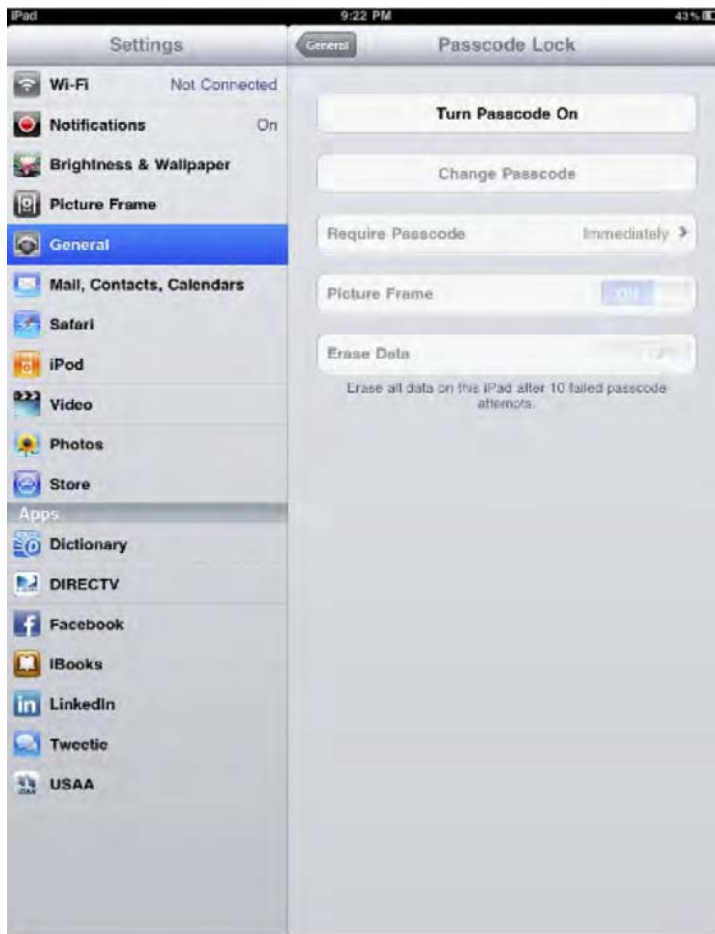 iPad 9:22 PM 43%
Settings
Wi-Fi Not Connected
Notifications On
Brightness & Wallpaper
Picture Frame
General
Mail, Contacts, Calendars
Safari
iPod
Video
Photos
Store
Apps
Dictionary
DIRECTV
Facebook
iBooks
LinkedIn
Tweetie
USAA
General Passcode Lock
Turn Passcode On
Change Passcode
Require Passcode Immediately
Picture Frame ON
Erase Data OFF
Erase all data on this iPad after 10 failed passcode
attempts.